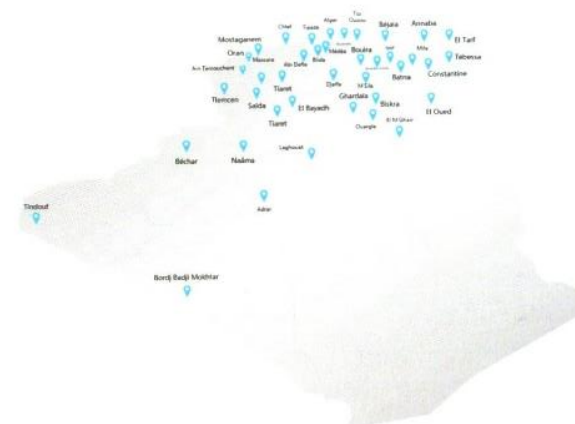 Alger
Tizi
Ouzou
Mostaganem
Chlef
Tipaza
Bejaia
Annaba
El Tarf
Oran
Mascara
Blida
Médéa
Bouira
Setif
Mila
Tebessa
Ain Temouchent
Ain Defla
Batna
Constantine
Tlemcen
Saida
Tiaret
Djelfa
M'Sila
El Bayadh
Ghardaia
Biskra
El Oued
Tiaret
Ouargla
El M'Ghair
Béchar
Naâma
Laghouat
Tindouf
Adrar
Bordj Badji Mokhtar